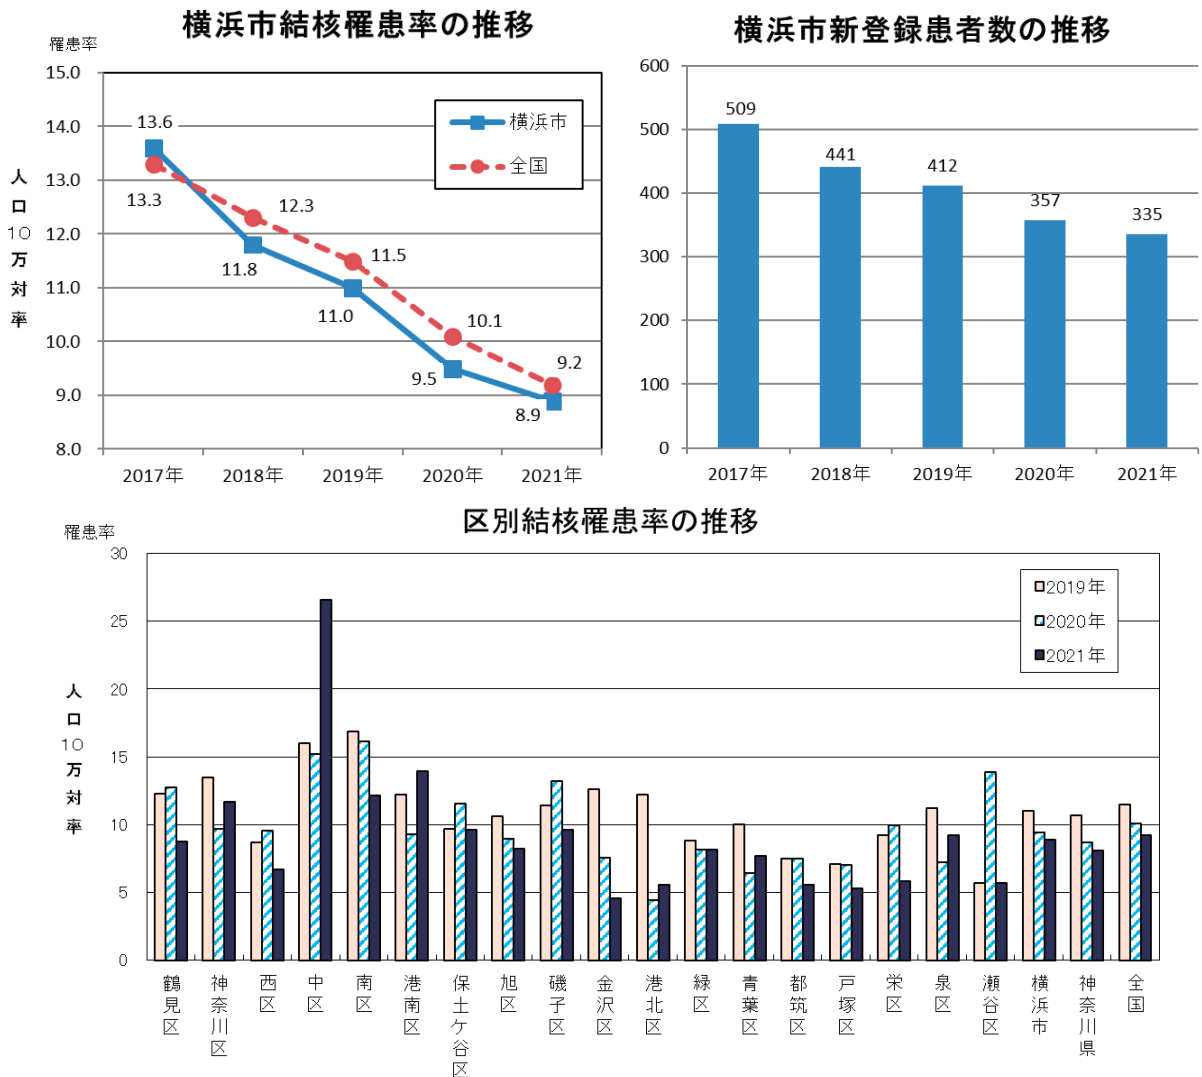 横浜市結核罹患率の推移
罹患率
人口10万対率
15.0
14.0
13.0
12.0
11.0
10.0
9.0
8.0
横浜市
全国
13.6
13.3
12.3
11.8
11.5
11.0
10.1
9.5
9.2
8.9
2017年
2018年
2019年
2020年
2021年
横浜市新登録患者数の推移
600
500
400
300
200
100
0
509
441
412
357
335
2017年
2018年
2019年
2020年
2021年
区別結核罹患率の推移
罹患率
人口10万対率
30
25
20
15
10
5
0
2019年
2020年
2021年
鶴見区
神奈川区
西区
中区
南区
港南区
保土ケ谷区
旭区
磯子区
金沢区
港北区
緑区
青葉区
都筑区
戸塚区
栄区
泉区
瀬谷区
横浜市
神奈川県
全国